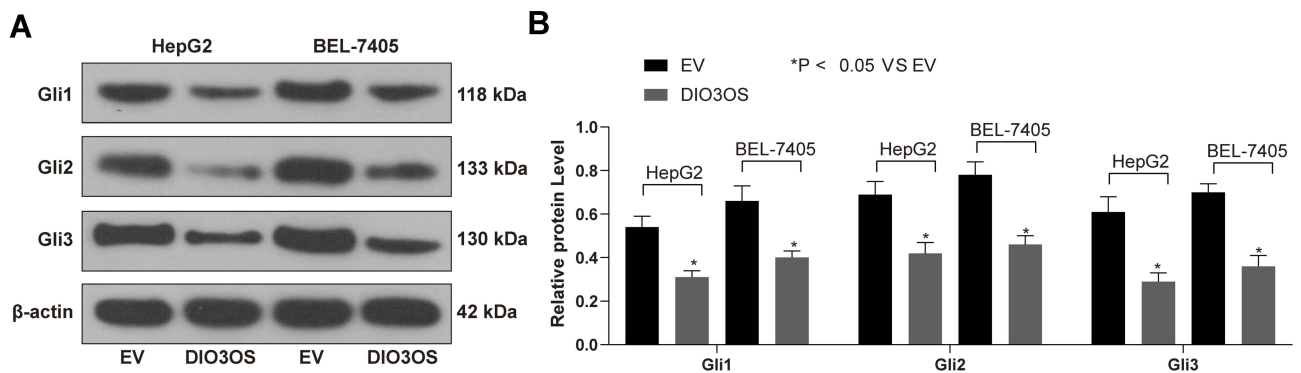 A
HepG2 BEL-7405
Gli1 118 kDa
Gli2 133 kDa
Gli3 130 kDa
β-actin 42 kDa
EV DIO3OS EV DIO3OS
B
EV *P < 0.05 VS EV
DIO3OS
Relative protein Level
1.0
0.8
0.6
0.4
0.2
0.0
HepG2 BEL-7405 HepG2 BEL-7405 HepG2 BEL-7405
* * * * * *
Gli1 Gli2 Gli3